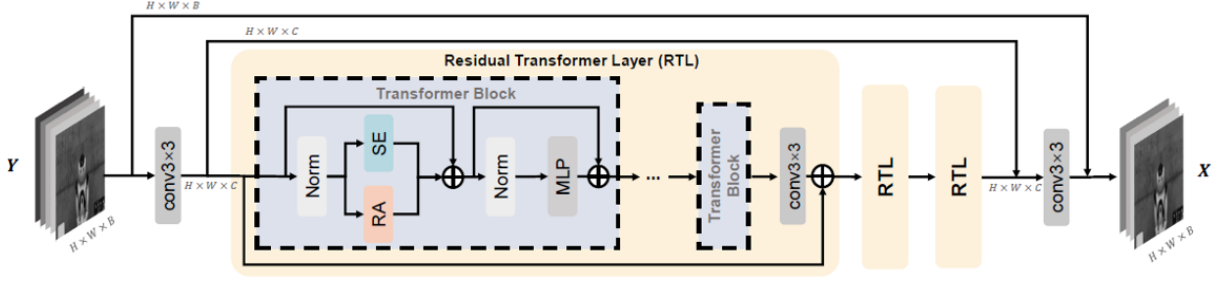 H × W × B
H × W × C
Residual Transformer Layer (RTL)
Transformer Block
Y
conv3×3
H × W × C
H × W × B
Norm
SE
RA
Norm
MLP
...
Transformer
Block
conv3×3
RTL
RTL
H × W × C
conv3×3
X
H × W × B